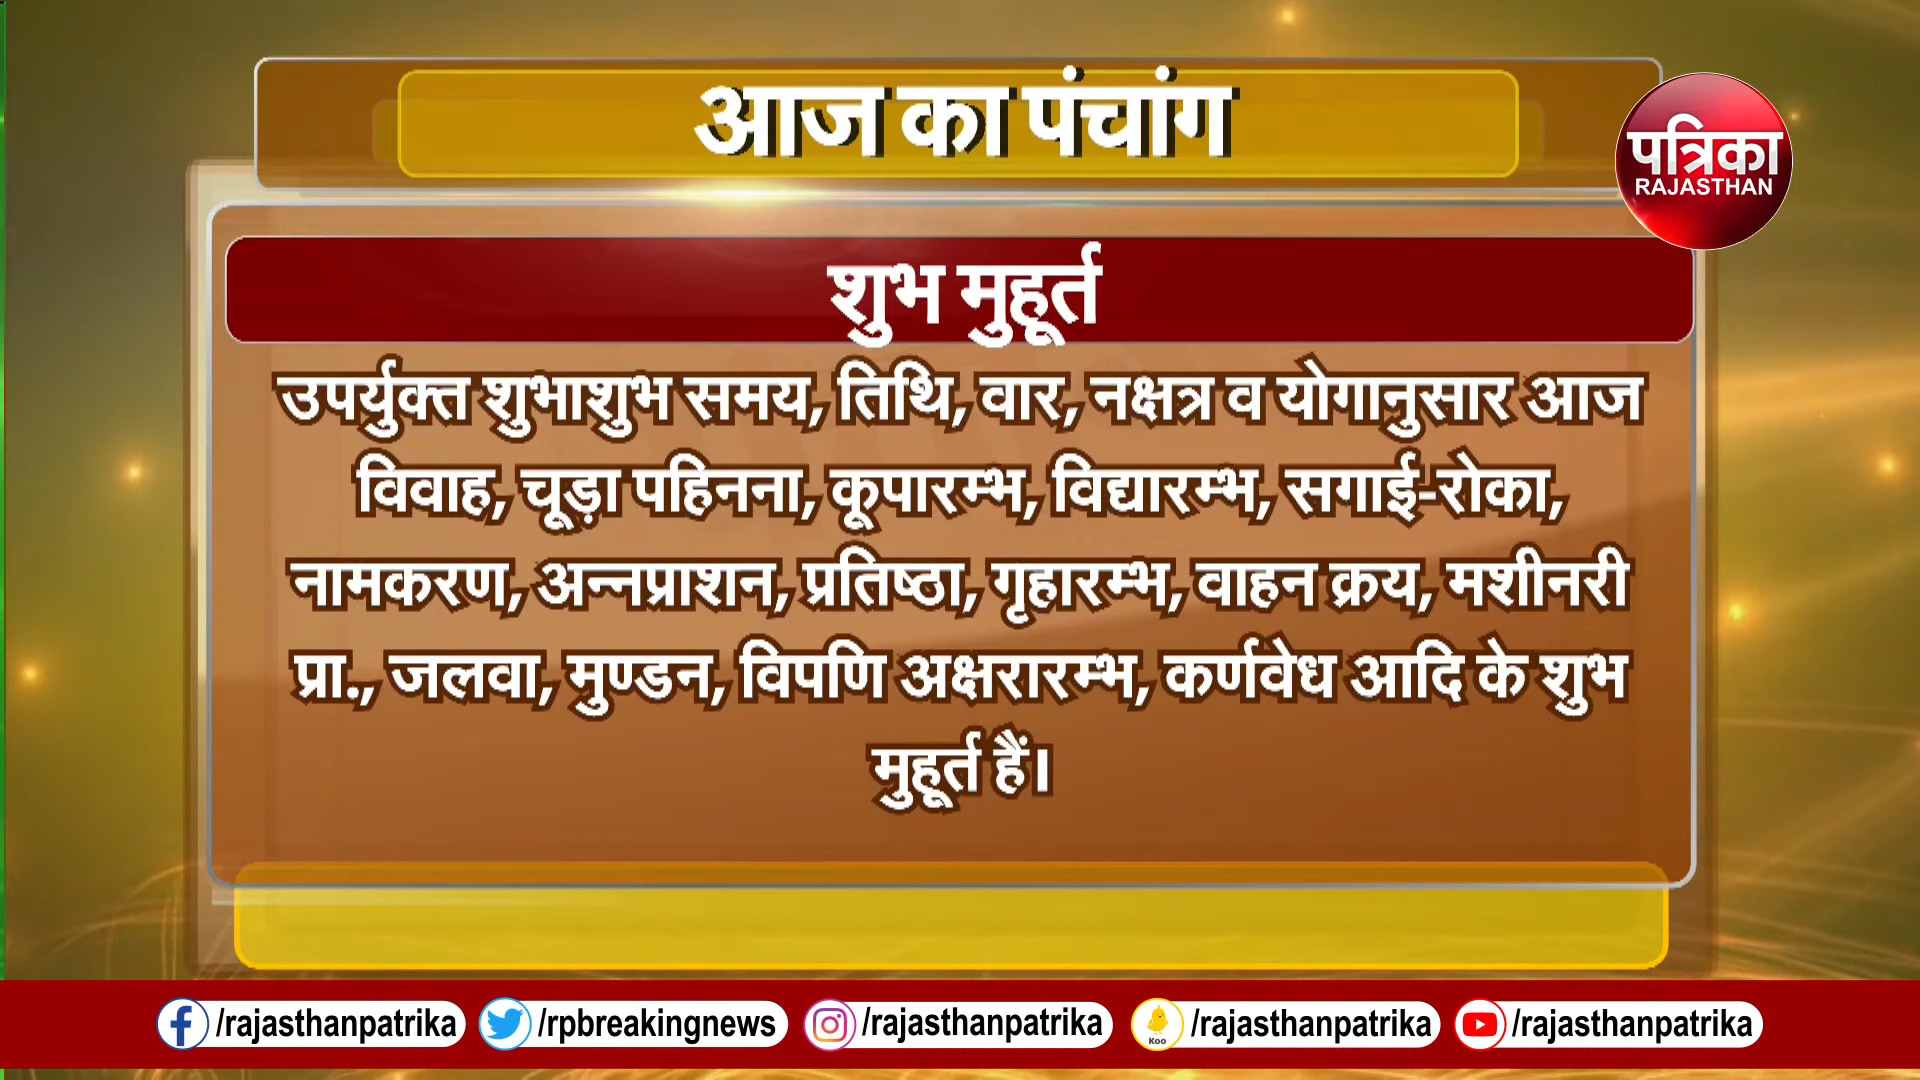 आज का पंचांग
पत्रिका
RAJASTHAN
शुभ मुहूर्त
उपर्युक्त शुभाशुभ समय, तिथि, वार, नक्षत्र व योगानुसार आज
विवाह, चूड़ा पहिनना, कूपारम्भ, विद्यारम्भ, सगाई-रोका,
नामकरण, अन्नप्राशन, प्रतिष्ठा, गृहारम्भ, वाहन क्रय, मशीनरी
प्रा., जलवा, मुण्डन, विपणि अक्षरारम्भ, कर्णवेध आदि के शुभ
मुहूर्त हैं।
/rajasthanpatrika /rpbreakingnews /rajasthanpatrika Koo /rajasthanpatrika /rajasthanpatrika